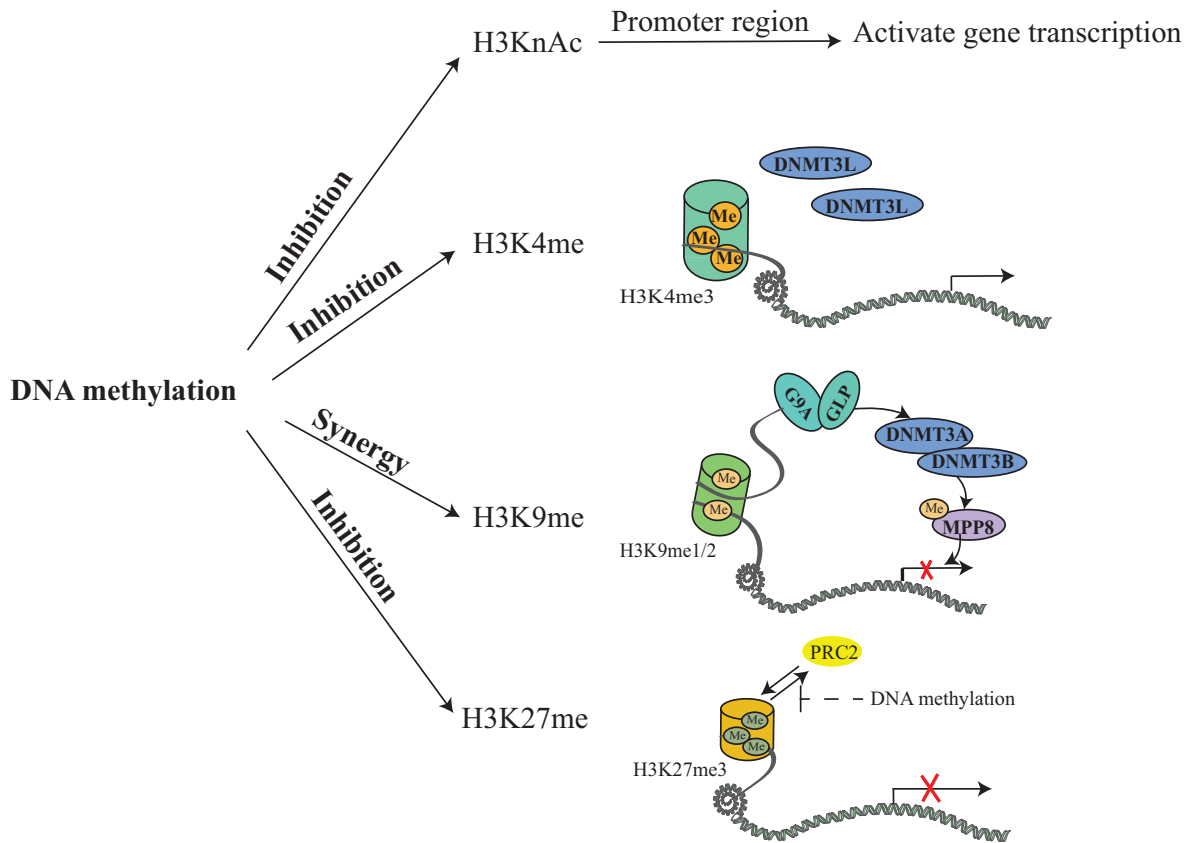 H3KnAc
Promoter region
Activate gene transcription
Inhibition
DNMT3L
DNMT3L
Me
Me
Me
H3K4me
Inhibition
H3K4me3
DNA methylation
G9A
GLP
DNMT3A
DNMT3B
Synergy
Me
Me
Me
MPP8
H3K9me
H3K9me1/2
Inhibition
PRC2
DNA methylation
H3K27me
Me
Me
Me
H3K27me3